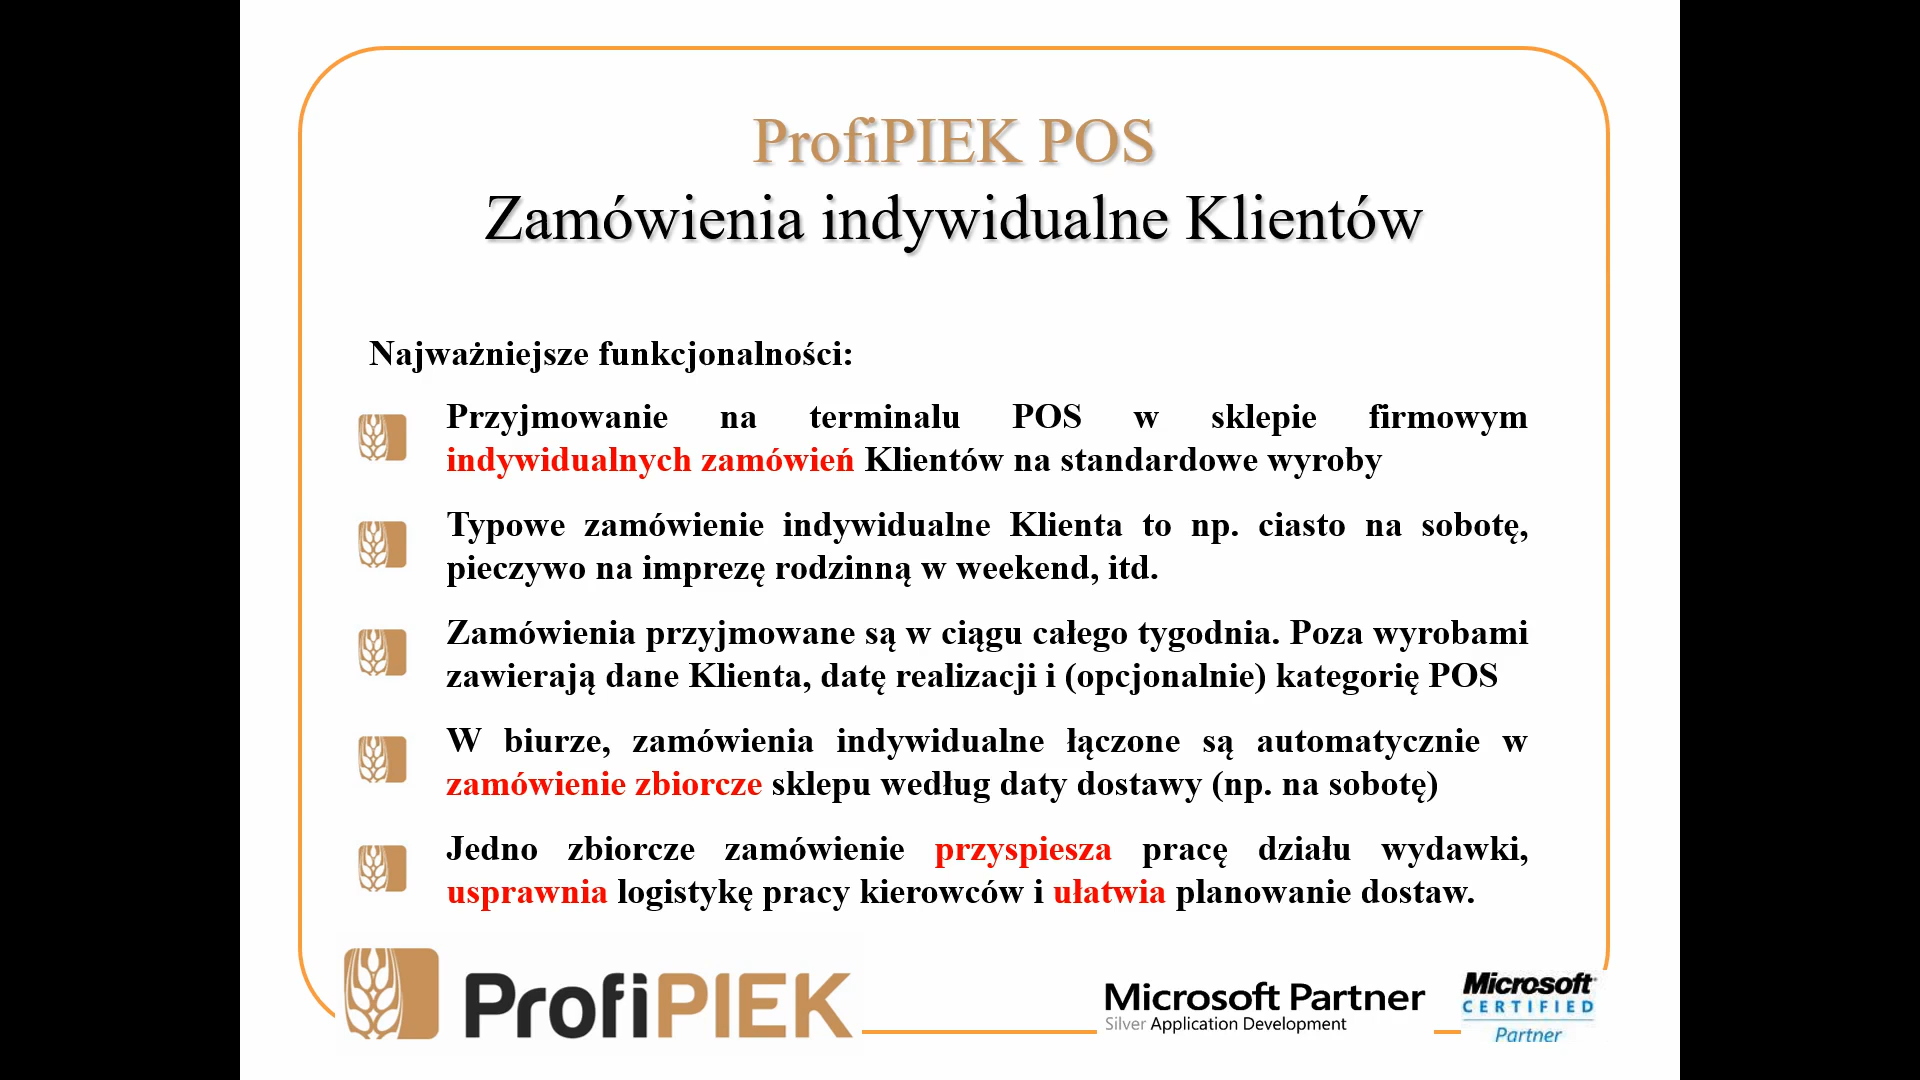 ProfiPIEK POS
Zamówienia indywidualne Klientów
Najważniejsze funkcjonalności:
Przyjmowanie na terminalu POS w sklepie firmowym
indywidualnych zamówień Klientów na standardowe wyroby
Typowe zamówienie indywidualne Klienta to np. ciasto na sobotę,
pieczywo na imprezę rodzinną w weekend, itd.
Zamówienia przyjmowane są w ciągu całego tygodnia. Poza wyrobami
zawierają dane Klienta, datę realizacji i (opcjonalnie) kategorię POS
W biurze, zamówienia indywidualne łączone są automatycznie w
zamówienie zbiorcze sklepu według daty dostawy (np. na sobotę)
Jedno zbiorcze zamówienie przyspiesza pracę działu wydawki,
usprawnia logistykę pracy kierowców i ułatwia planowanie dostaw.
ProfiPIEK
Microsoft Partner
Silver Application Development
Microsoft
CERTIFIED
Partner